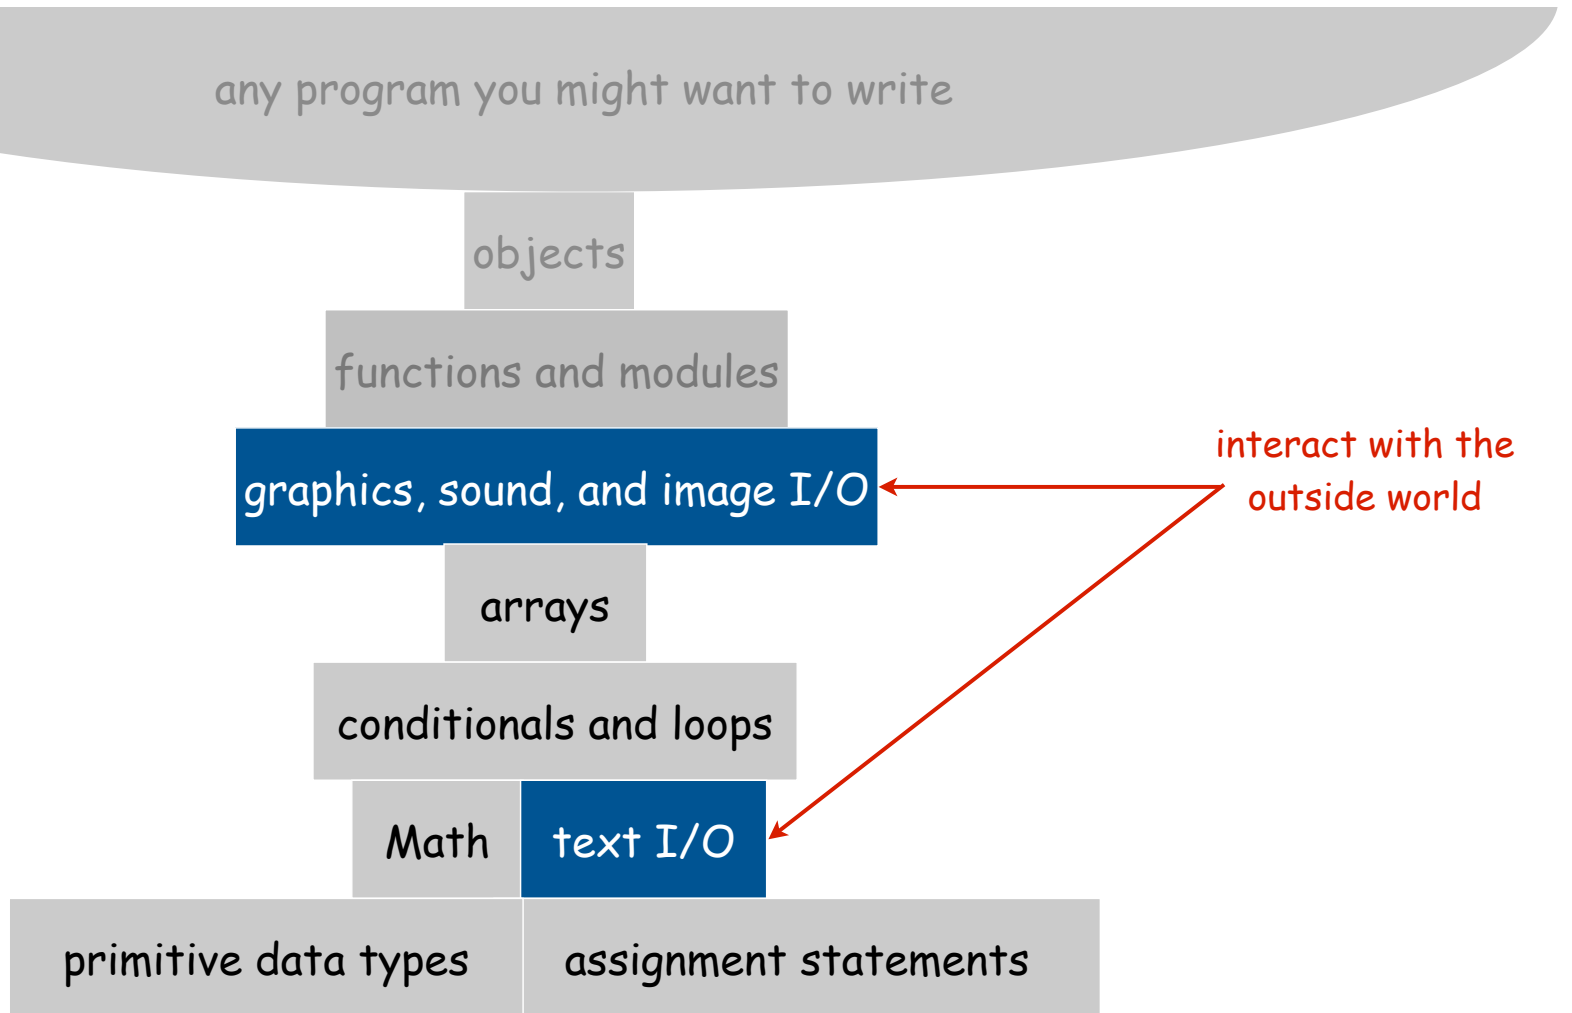 any program you might want to write
objects
functions and modules
graphics, sound, and image I/O
interact with the
outside world
arrays
conditionals and loops
Math
text I/O
primitive data types
assignment statements